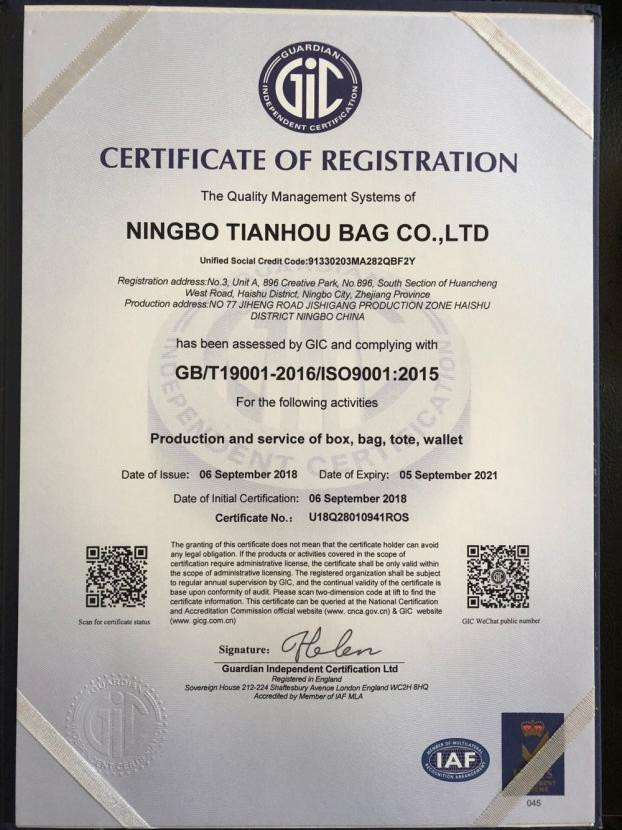 GUARDIAN
GIC
INDEPENDENT CERTIFICATION
CERTIFICATE OF REGISTRATION
The Quality Management Systems of
NINGBO TIANHOU BAG CO.,LTD
Unified Social Credit Code:91330203MA282QBF2Y
Registration address:No.3, Unit A, 896 Creative Park, No.896, South Section of Huancheng
West Road, Haishu District, Ningbo City, Zhejiang Province
Production address:NO 77 JIHENG ROAD JISHIGANG PRODUCTION ZONE HAISHU
DISTRICT NINGBO CHINA
has been assessed by GIC and complying with
GB/T19001-2016/ISO9001:2015
For the following activities
Production and service of box, bag, tote, wallet
Date of Issue: 06 September 2018 Date of Expiry: 05 September 2021
Date of Initial Certification: 06 September 2018
Certificate No.: U18Q28010941ROS
The granting of this certificate does not mean that the certificate holder can avoid
any legal obligation. If the products or activities covered in the scope of
certification require administrative license, the certificate shall be only valid within
the scope of administrative licensing. The registered organization shall be subject
to regular annual supervision by GIC, and the continual validity of the certificate is
base upon conformity of audit. Please scan two-dimension code at lift to find the
certificate information. This certificate can be queried at the National Certification
and Accreditation Commission official website (www. cnca.gov.cn) & GIC website
(www. gicg.com.cn)
Scan for certificate status
GIC WeChat public number
Signature: Helen
Guardian Independent Certification Ltd
Registered in England
Sovereign House 212-224 Shaftesbury Avenue London England WC2H 8HQ
Accredited by Member of IAF MLA
MEMBER OF MULTILATERAL
IAF
RECOGNITION ARRANGEMENT
045